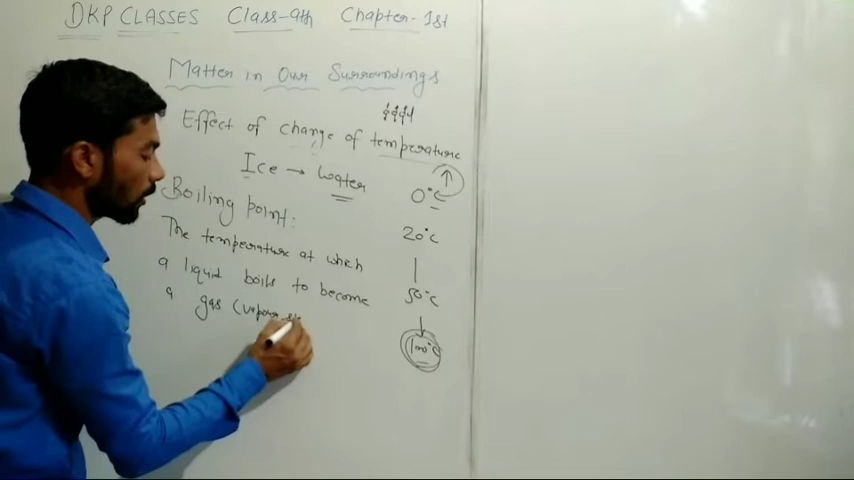 DKP CLASSES Class-9th Chapter-1st
Matter in Our Surroundings
Effect of change of temperature
Ice → water 0°C
Boiling point:
The temperature at which 20°C
a liquid boils to become 50°C
a gas (vapour
100°C